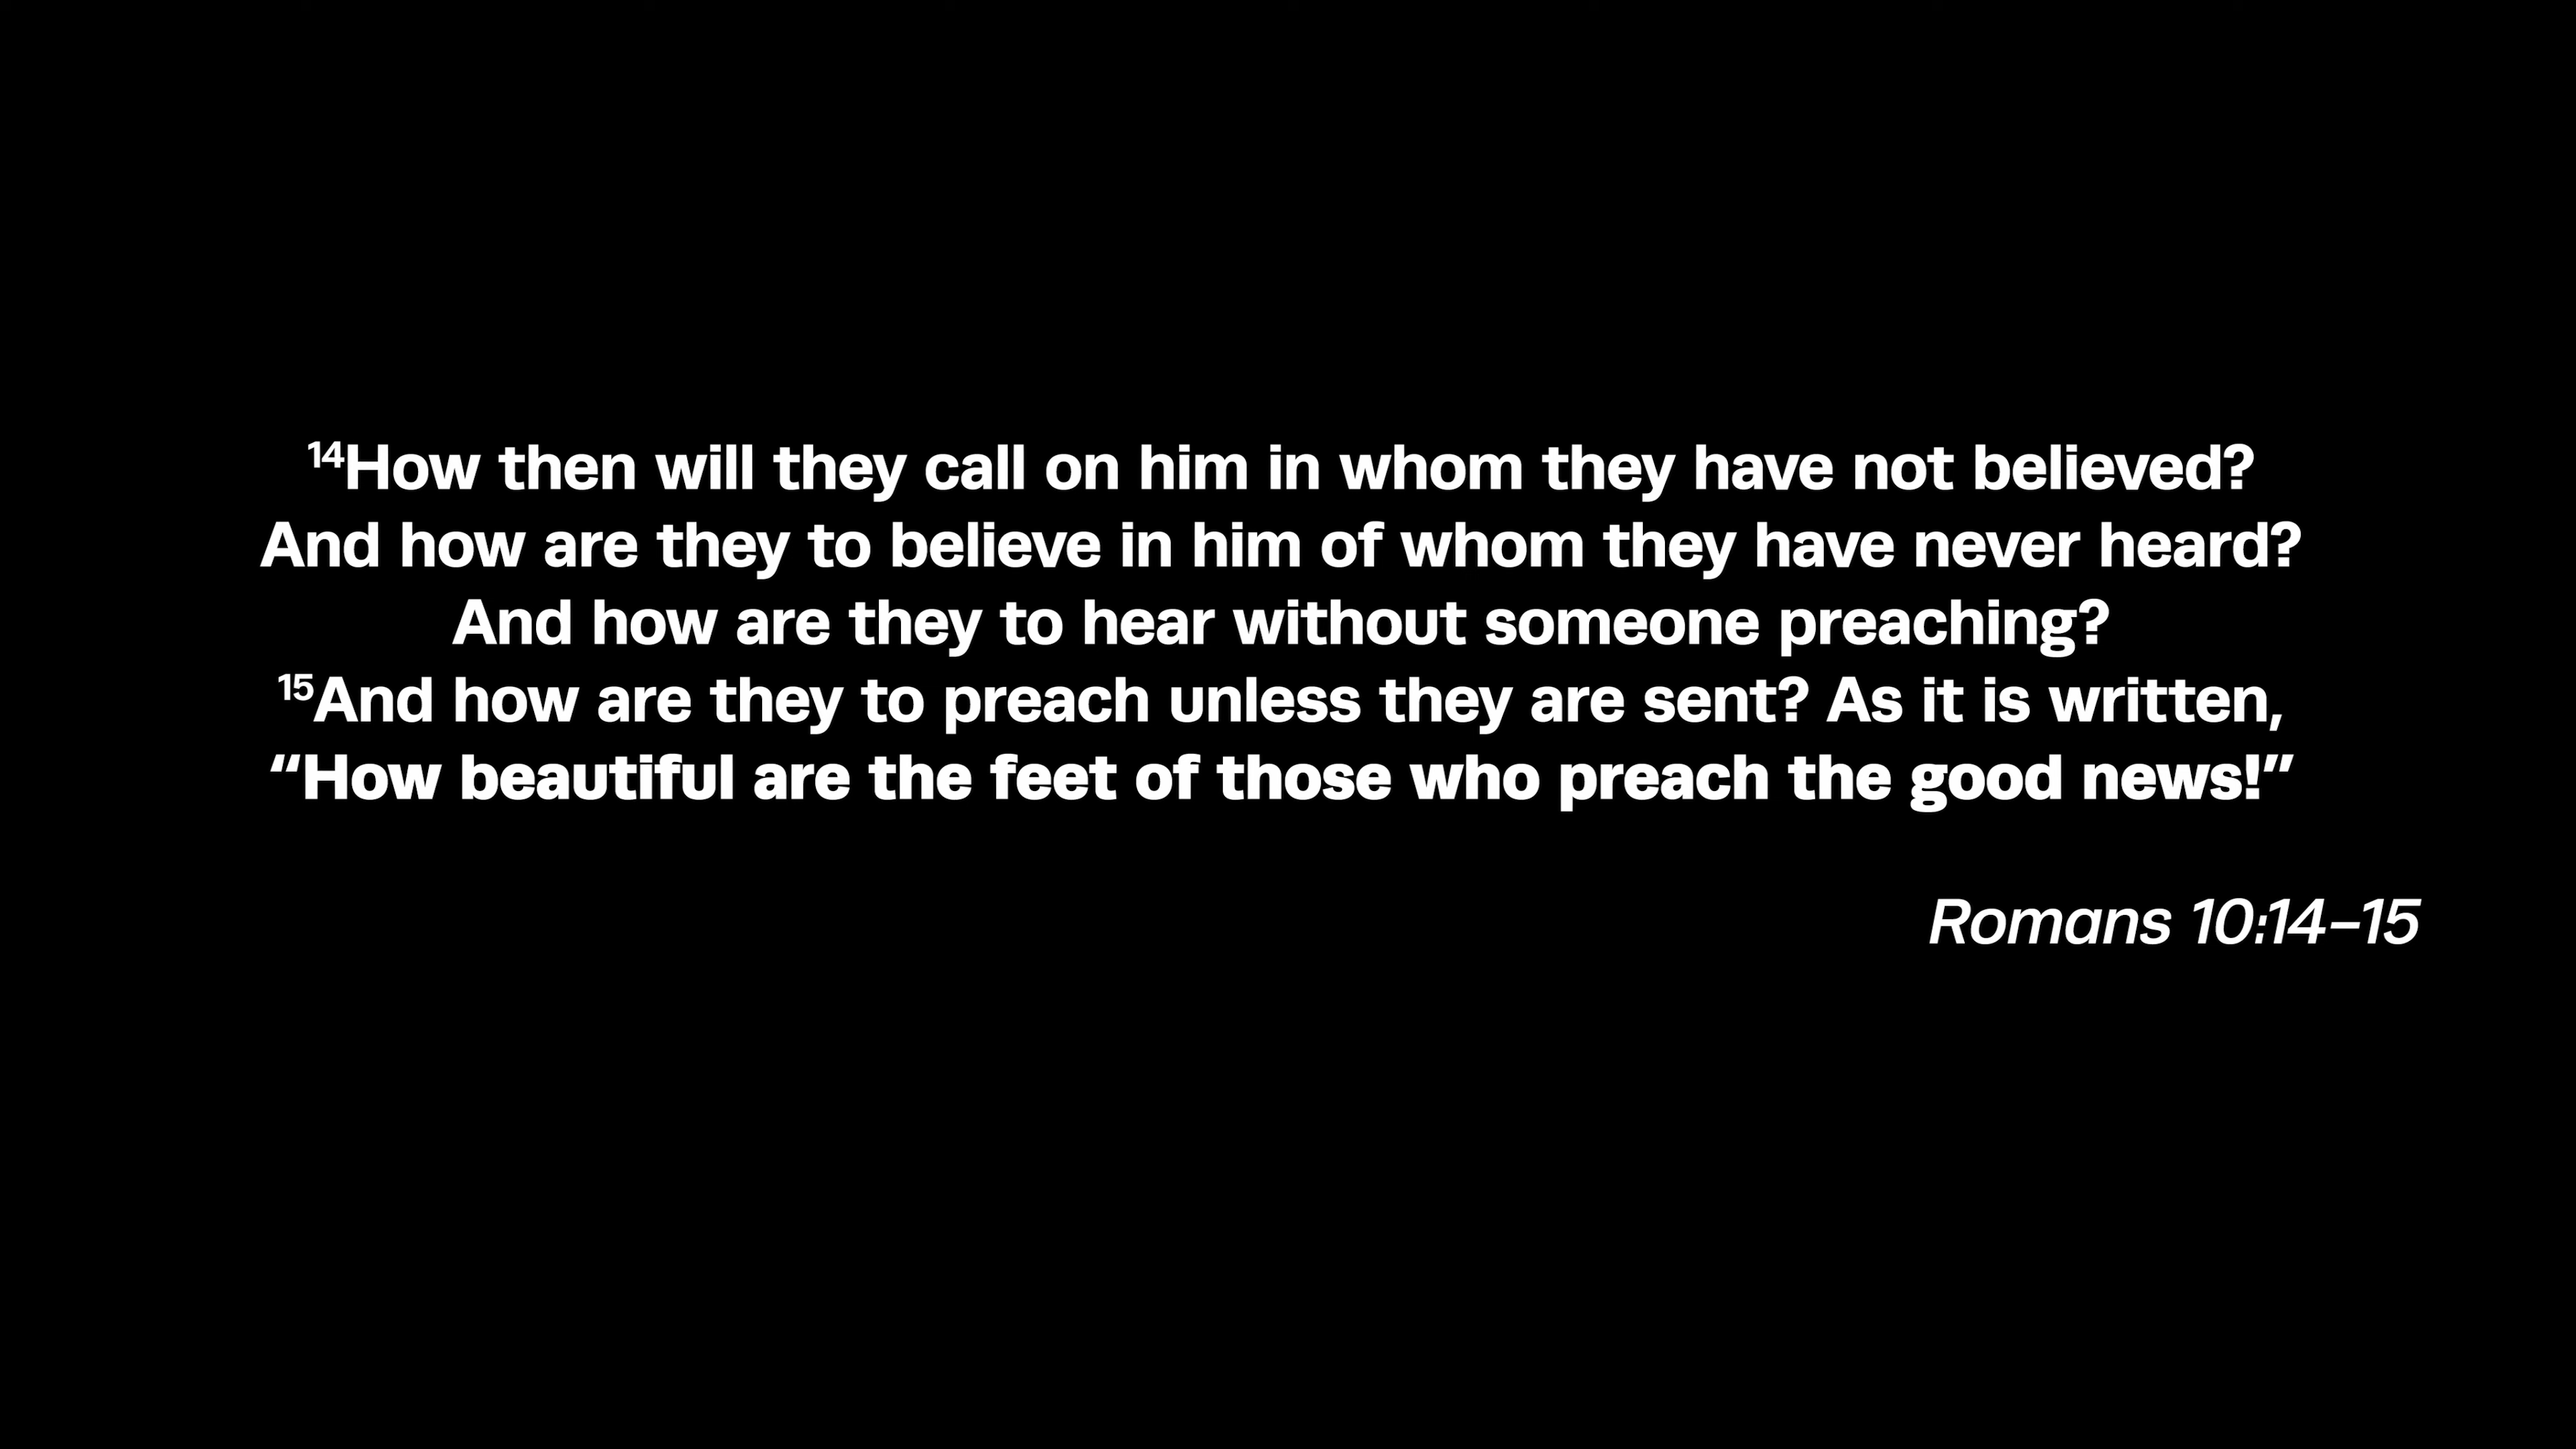 ¹⁴How then will they call on him in whom they have not believed?
And how are they to believe in him of whom they have never heard?
And how are they to hear without someone preaching?
¹⁵And how are they to preach unless they are sent? As it is written,
“How beautiful are the feet of those who preach the good news!”
Romans 10:14–15